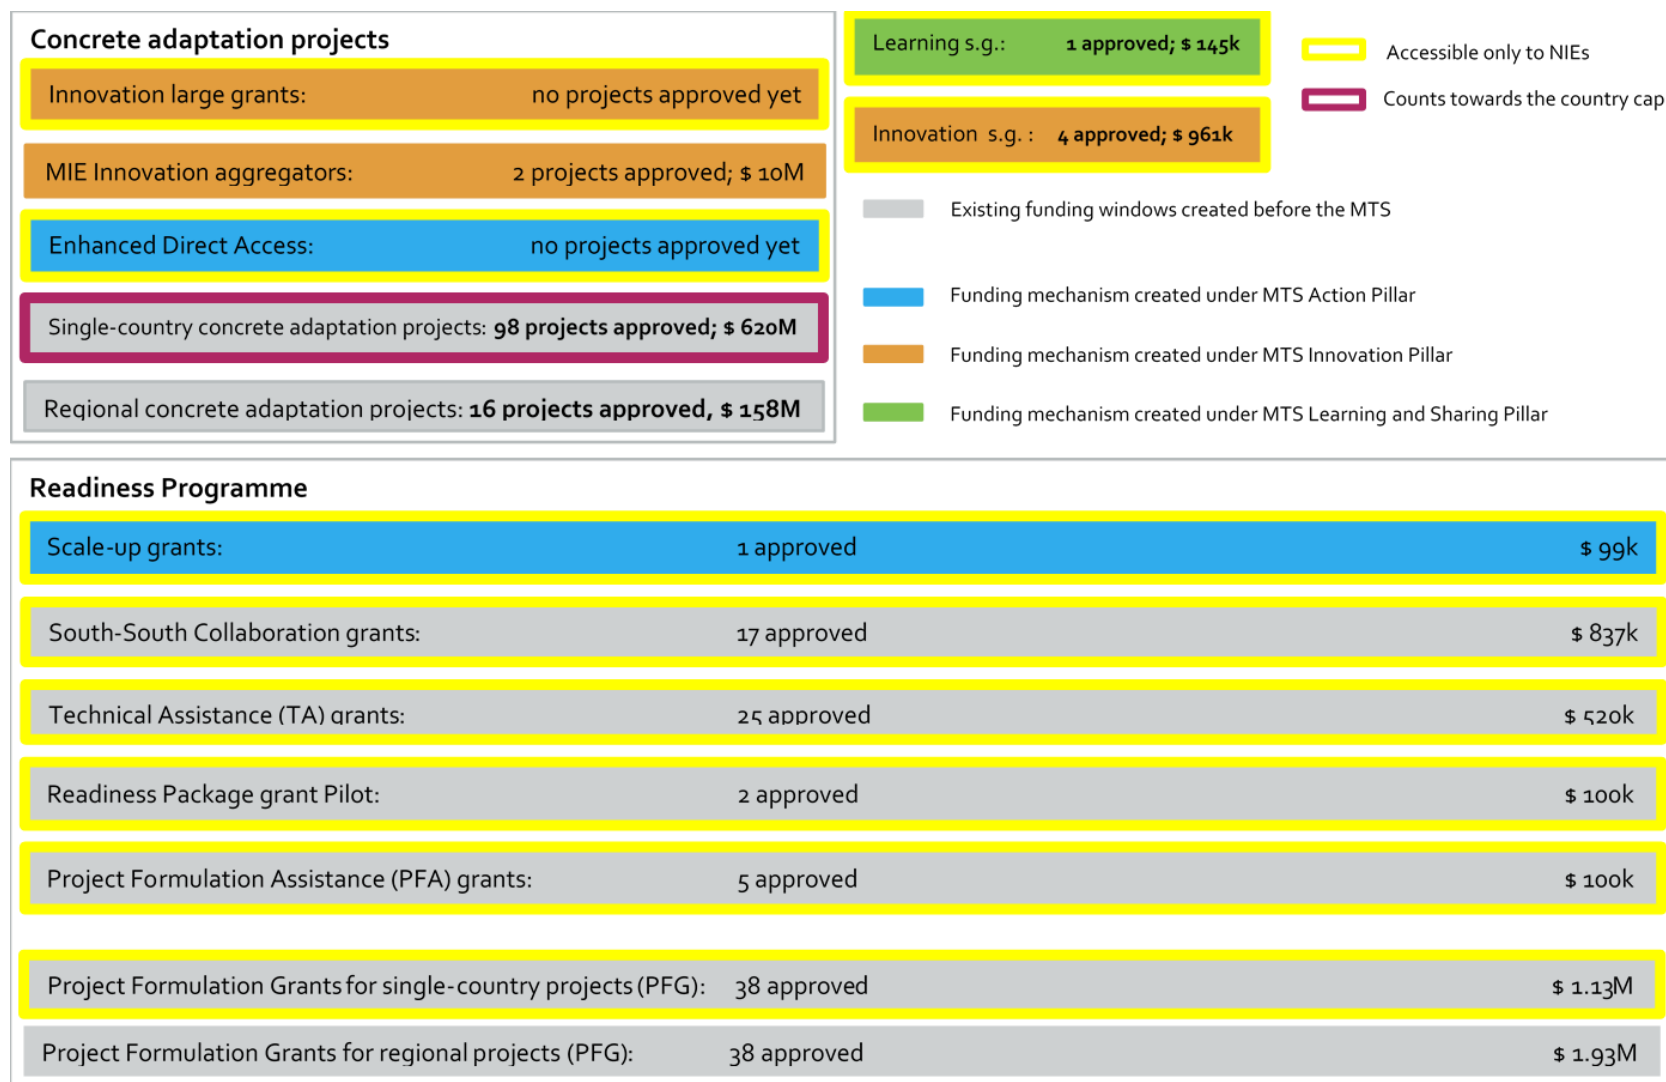 Concrete adaptation projects
Innovation large grants: no projects approved yet
MIE Innovation aggregators: 2 projects approved; $ 10M
Enhanced Direct Access: no projects approved yet
Single-country concrete adaptation projects: 98 projects approved; $ 620M
Regional concrete adaptation projects: 16 projects approved, $ 158M
Learning s.g.: 1 approved; $ 145k
Innovation s.g. : 4 approved; $ 961k
Accessible only to NIEs
Counts towards the country cap
Existing funding windows created before the MTS
Funding mechanism created under MTS Action Pillar
Funding mechanism created under MTS Innovation Pillar
Funding mechanism created under MTS Learning and Sharing Pillar
Readiness Programme
Scale-up grants: 1 approved $ 99k
South-South Collaboration grants: 17 approved $ 837k
Technical Assistance (TA) grants: 25 approved $ 520k
Readiness Package grant Pilot: 2 approved $ 100k
Project Formulation Assistance (PFA) grants: 5 approved $ 100k
Project Formulation Grants for single-country projects (PFG): 38 approved $ 1.13M
Project Formulation Grants for regional projects (PFG): 38 approved $ 1.93M